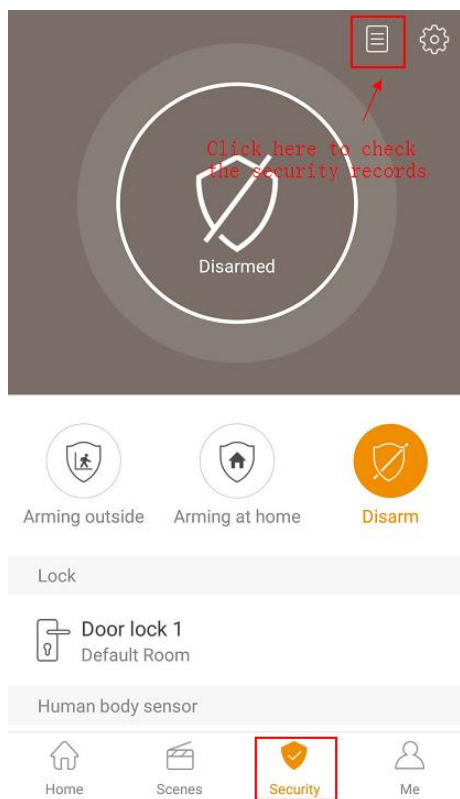 Click here to check
the security records
Disarmed
Arming outside
Arming at home
Disarm
Lock
Door lock 1
Default Room
Human body sensor
Home
Scenes
Security
Me